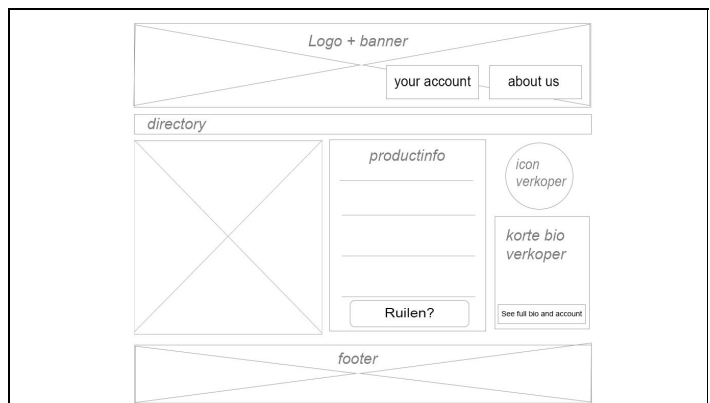 Logo + banner
your account
about us
directory
productinfo
icon
verkoper
korte bio
verkoper
Ruilen?
See full bio and account
footer